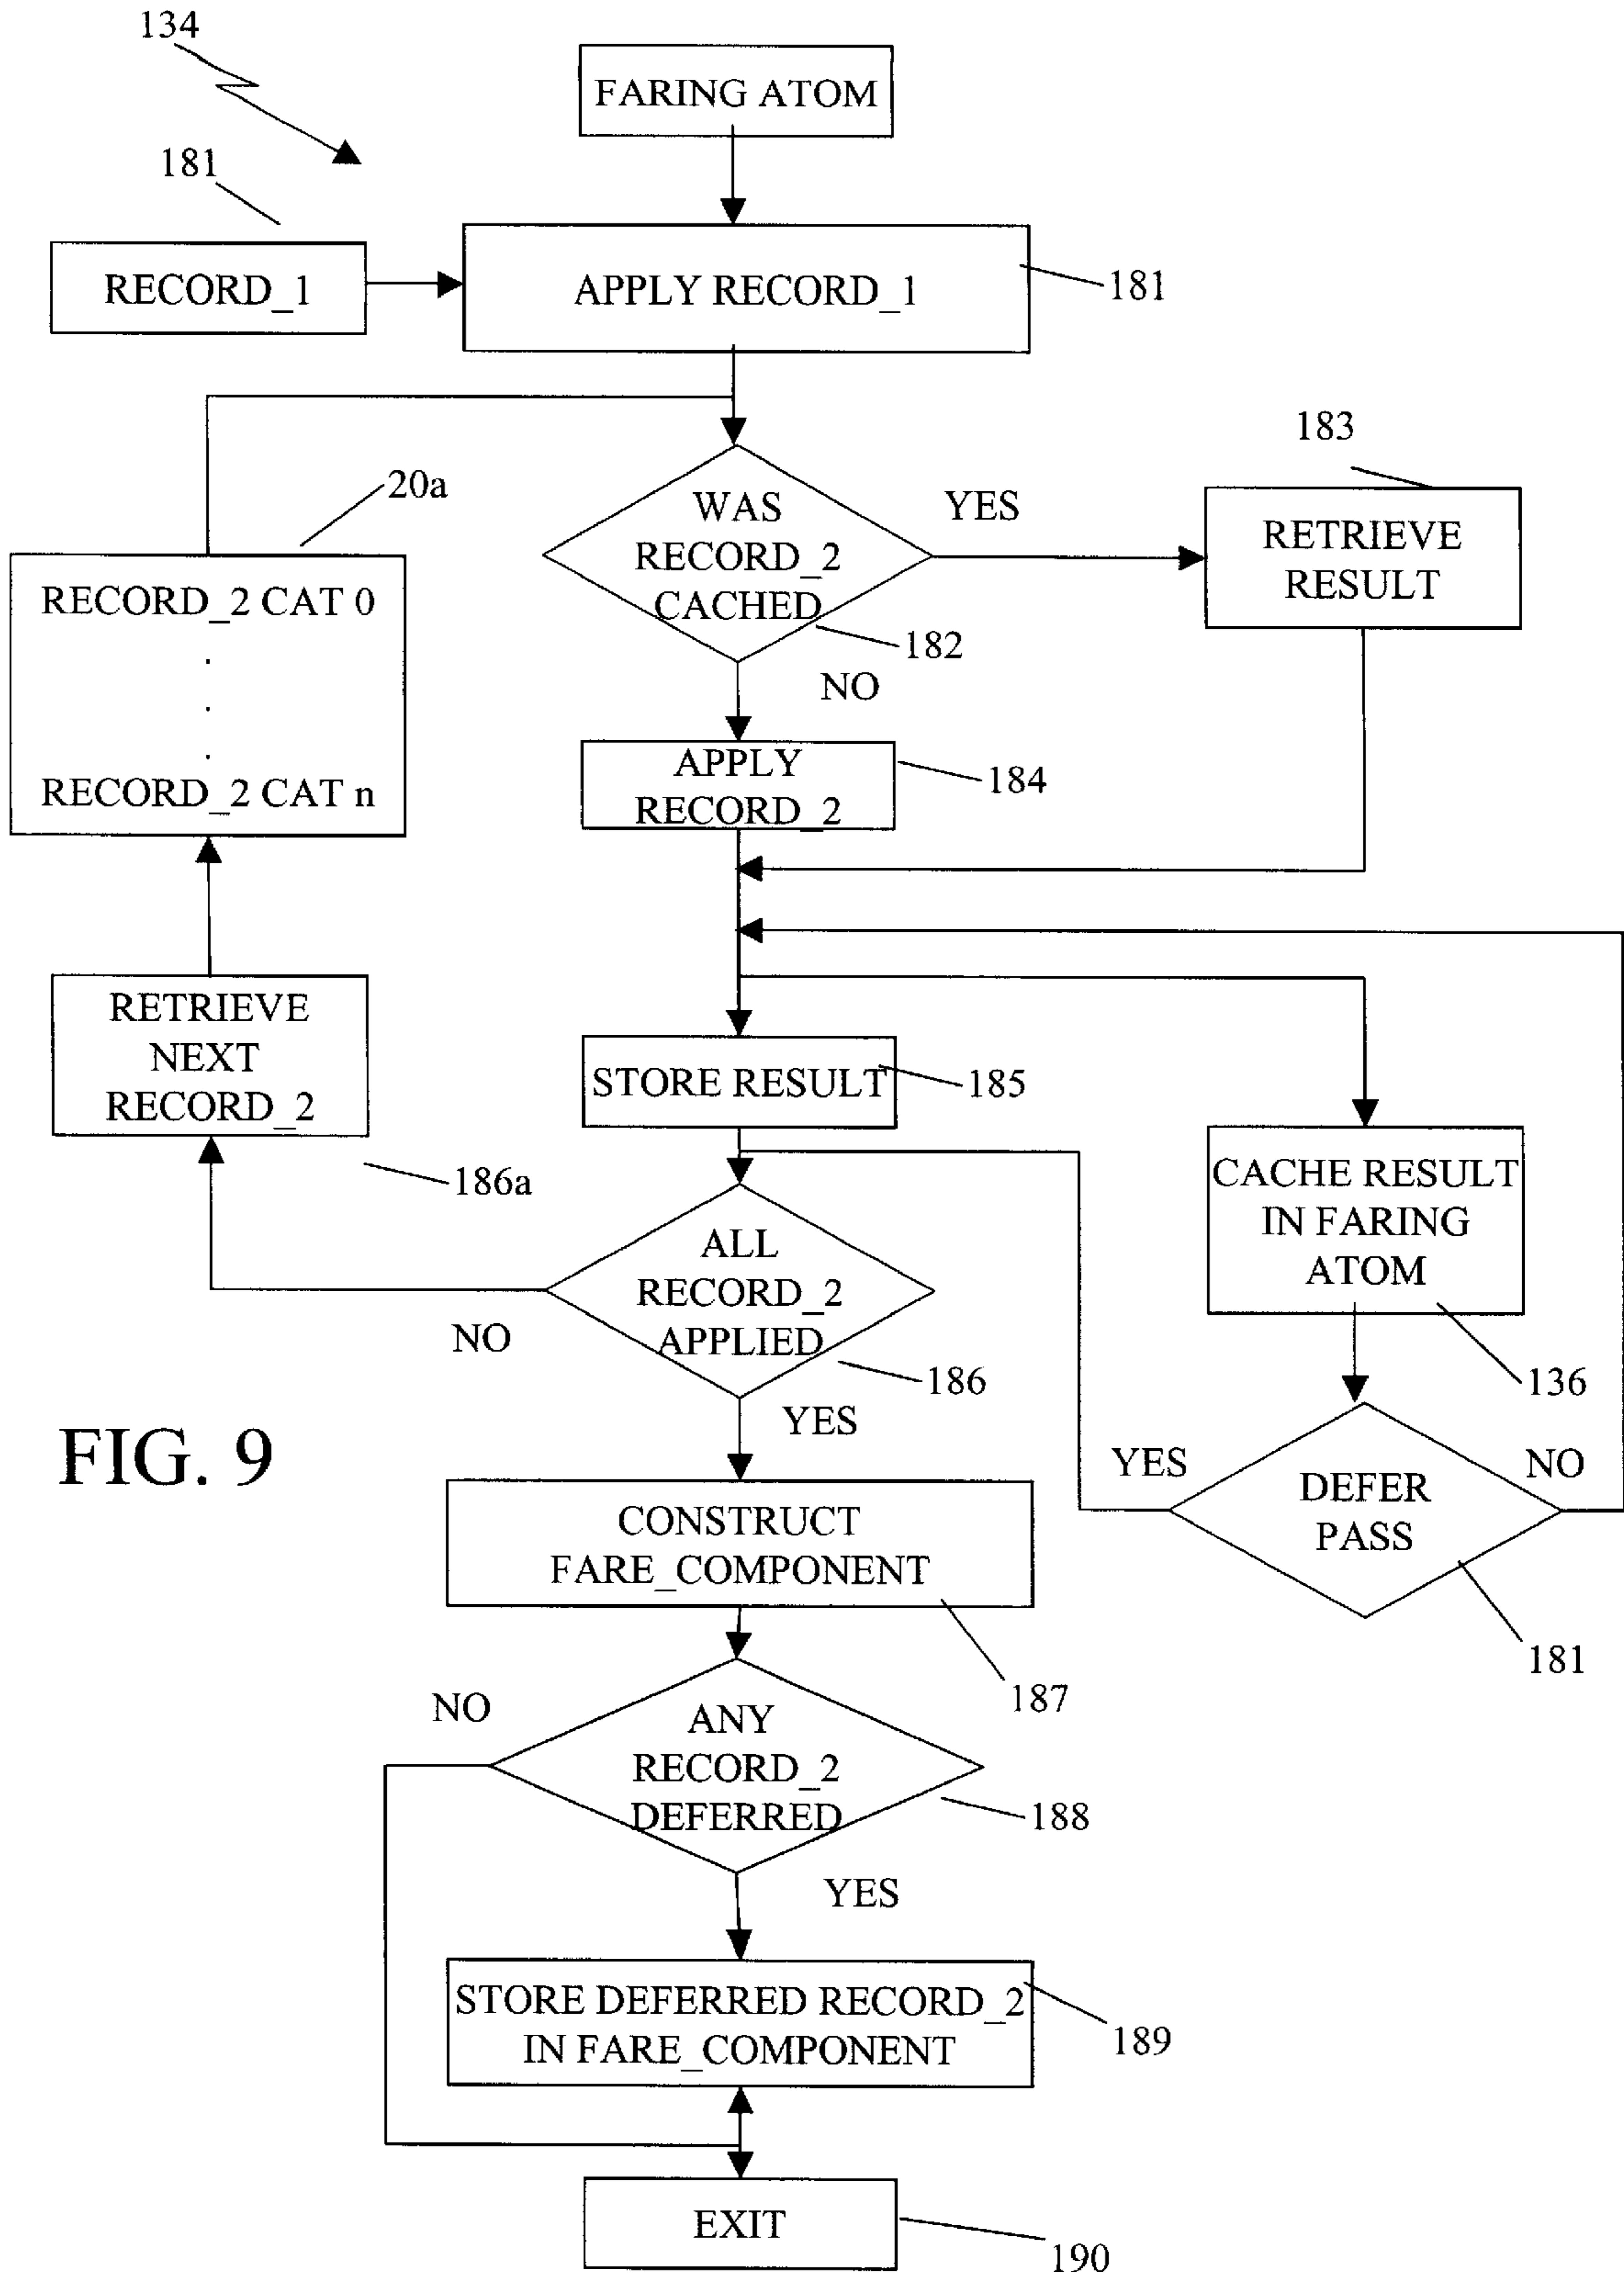 134
FARING ATOM
181
RECORD_1
APPLY RECORD_1
181
183
20a
WAS
RECORD_2
CACHED
YES
RETRIEVE
RESULT
RECORD_2 CAT 0
.
.
.
RECORD_2 CAT n
182
NO
APPLY
RECORD_2
184
RETRIEVE
NEXT
RECORD_2
STORE RESULT
185
186a
CACHE RESULT
IN FARING
ATOM
ALL
RECORD_2
APPLIED
NO
186
136
YES
FIG. 9
YES
NO
DEFER
PASS
CONSTRUCT
FARE_COMPONENT
181
187
NO
ANY
RECORD_2
DEFERRED
188
YES
STORE DEFERRED RECORD_2
IN FARE_COMPONENT
189
EXIT
190